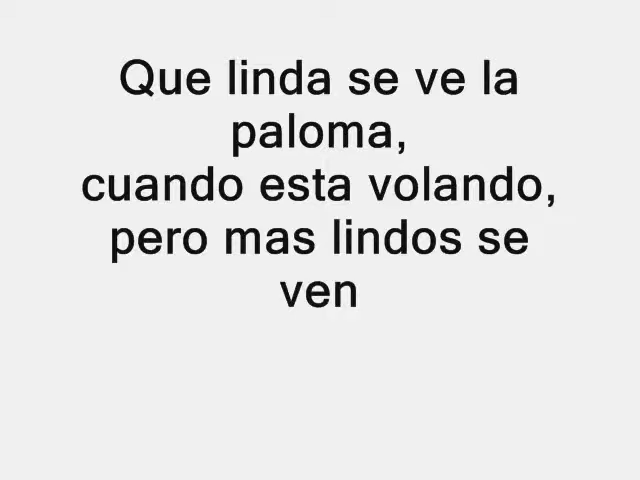 Que linda se ve la
paloma,
cuando esta volando,
pero mas lindos se
ven